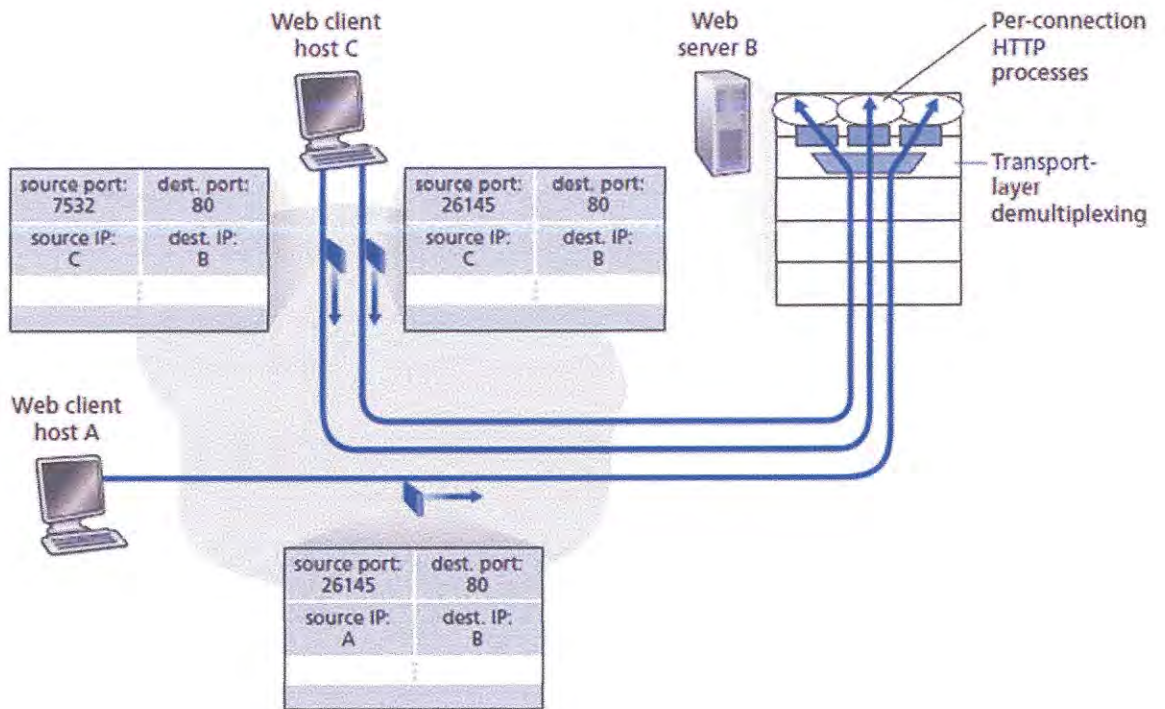 Web client
host C
Web
server B
Per-connection
HTTP
processes
Transport-
layer
demultiplexing
source port:
7532
dest. port:
80
source IP:
C
dest. IP:
B
source port:
26145
dest. port:
80
source IP:
C
dest. IP:
B
Web client
host A
source port:
26145
dest. port:
80
source IP:
A
dest. IP:
B